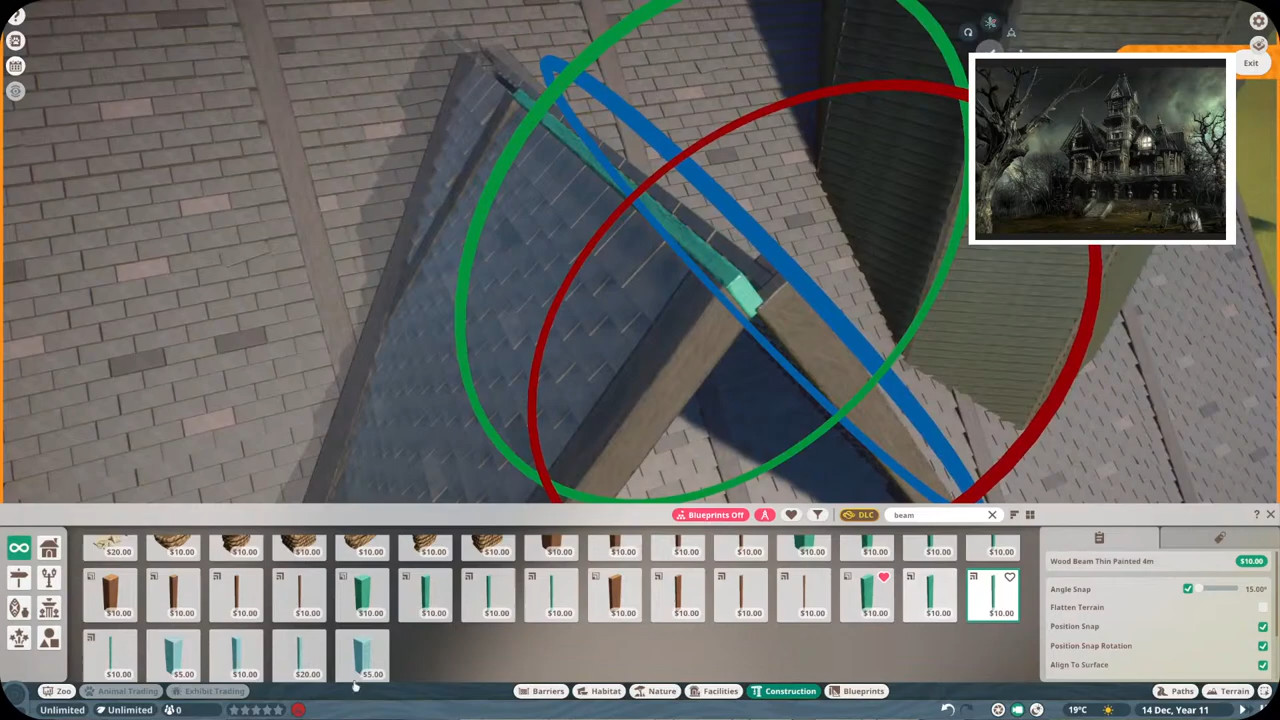 Exit
Blueprints Off
DLC
beam
?
$20.00 $10.00 $10.00 $10.00 $10.00 $10.00 $10.00 $10.00 $10.00 $10.00 $10.00 $10.00 $10.00 $10.00 $10.00
$10.00 $10.00 $10.00 $10.00 $10.00 $10.00 $10.00 $10.00 $10.00 $10.00 $10.00 $10.00 $10.00 $10.00 $10.00
$10.00 $5.00 $10.00 $20.00 $5.00
Wood Beam Thin Painted 4m $10.00
Angle Snap 15.00°
Flatten Terrain
Position Snap
Position Snap Rotation
Align To Surface
Zoo Animal Trading Exhibit Trading Barriers Habitat Nature Facilities Construction Blueprints Paths Terrain
Unlimited Unlimited 0 19°C 14 Dec, Year 11